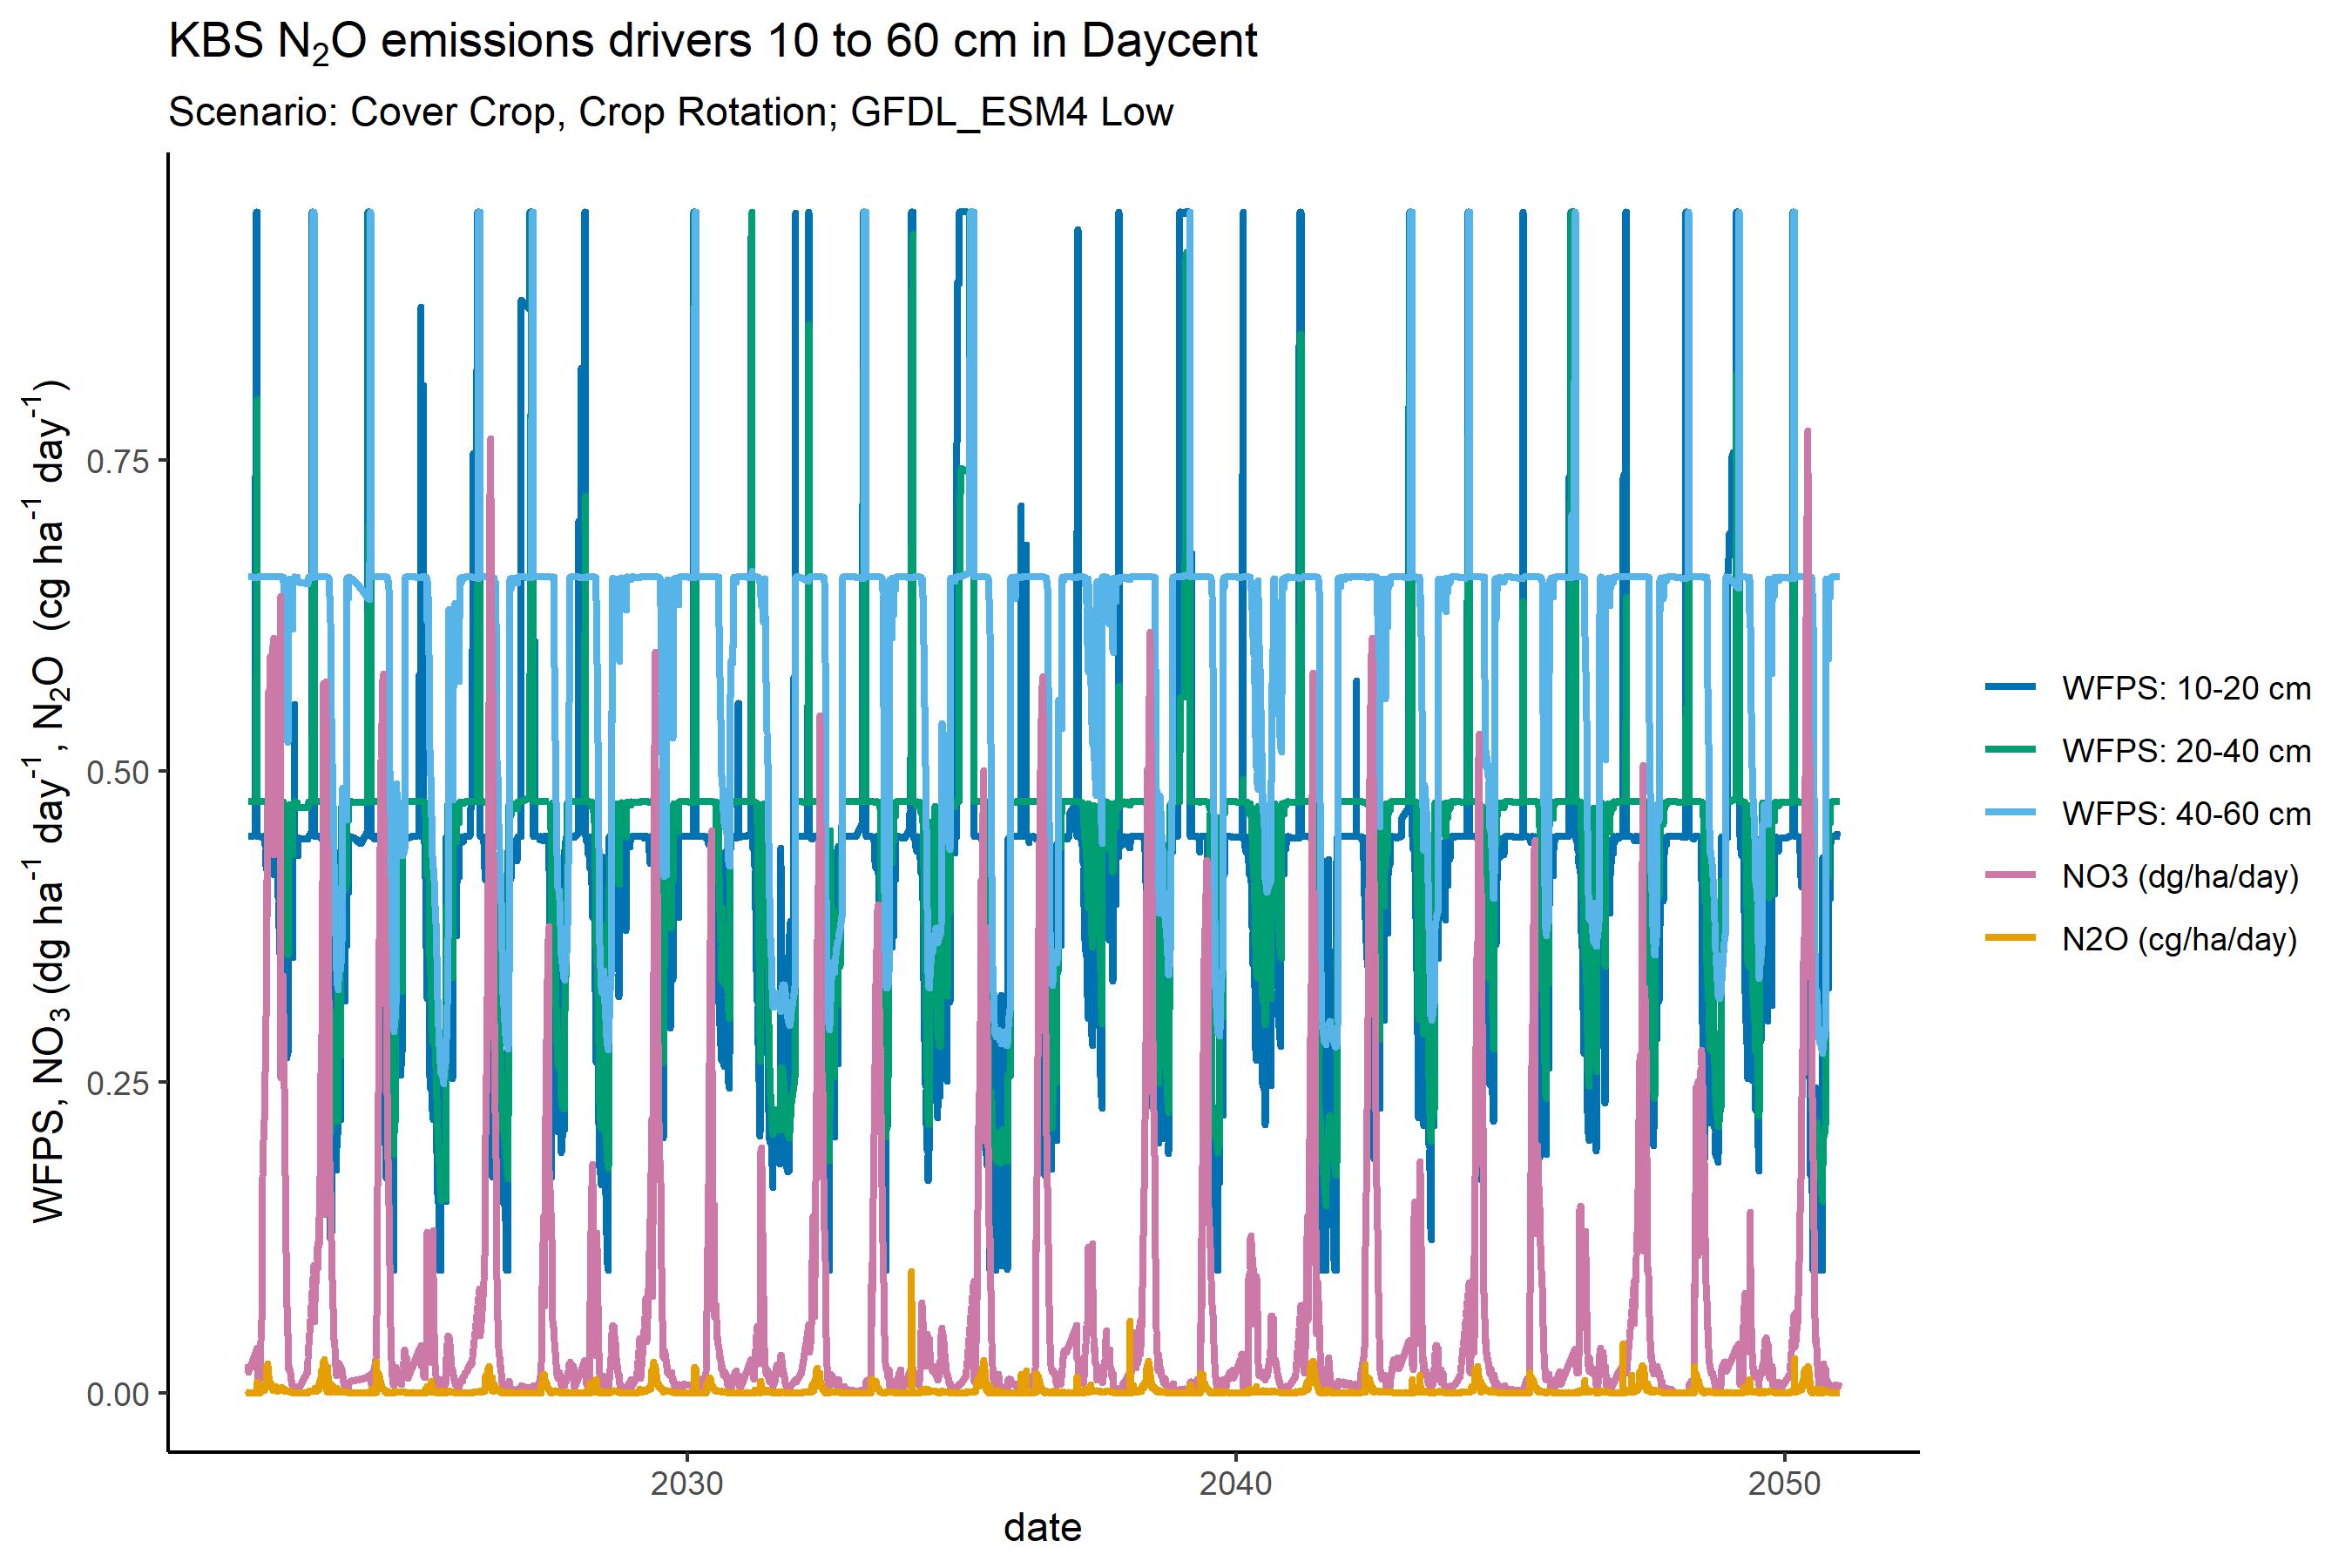 KBS N₂O emissions drivers 10 to 60 cm in Daycent
Scenario: Cover Crop, Crop Rotation; GFDL_ESM4 Low
WFPS, NO₃ (dg ha⁻¹ day⁻¹, N₂O (cg ha⁻¹ day⁻¹)
0.75
0.50
0.25
0.00
2030 2040 2050
date
WFPS: 10-20 cm
WFPS: 20-40 cm
WFPS: 40-60 cm
NO3 (dg/ha/day)
N2O (cg/ha/day)